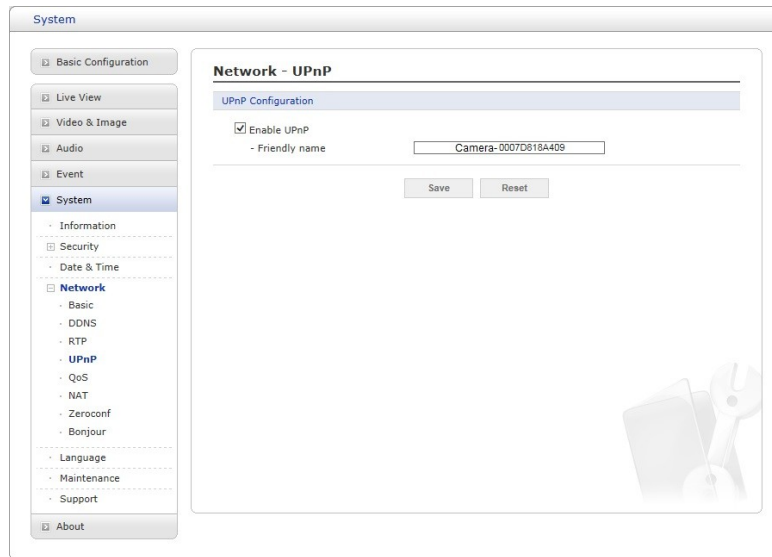 System
Basic Configuration
Live View
Video & Image
Audio
Event
System
· Information
Security
· Date & Time
Network
· Basic
· DDNS
· RTP
· UPnP
· QoS
· NAT
· Zeroconf
· Bonjour
· Language
· Maintenance
· Support
About
Network - UPnP
UPnP Configuration
Enable UPnP
- Friendly name Camera-0007D818A409
Save Reset